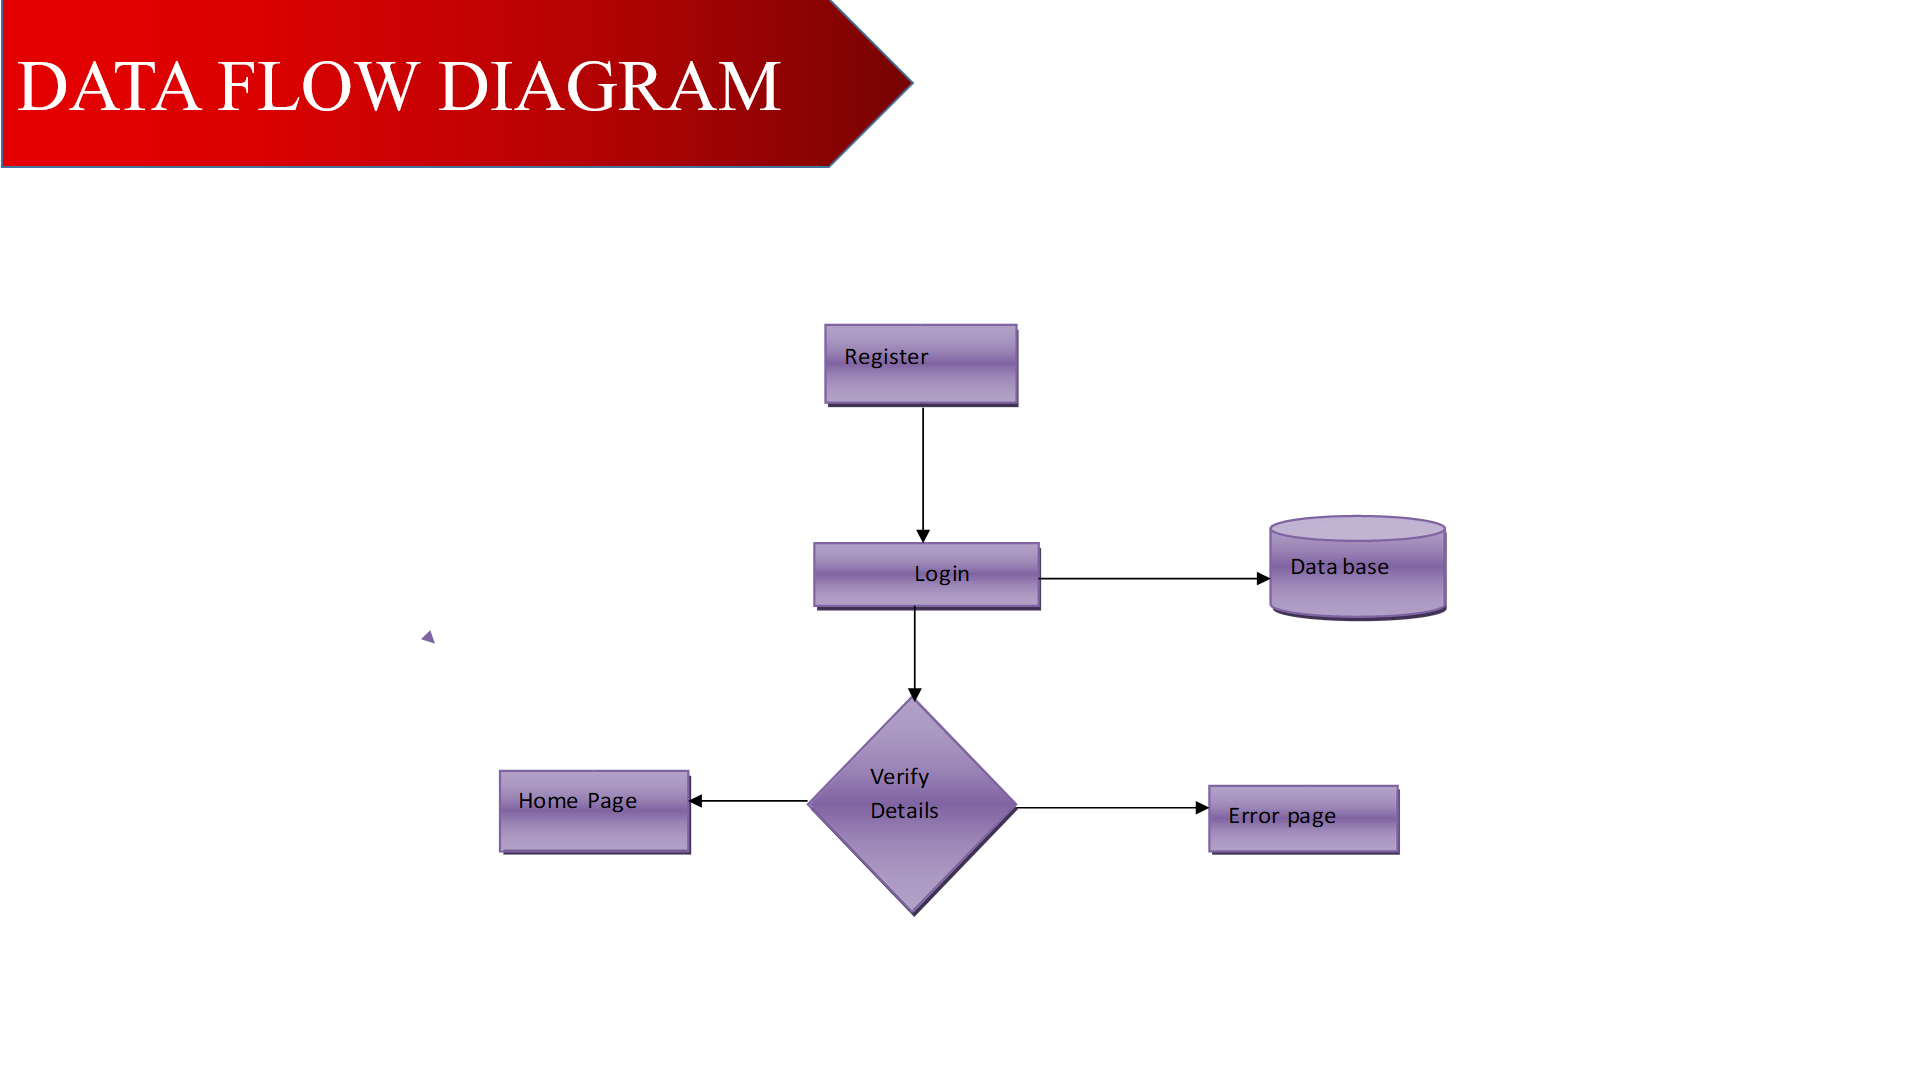 DATA FLOW DIAGRAM
Register
Login
Data base
Verify
Details
Home Page
Error page